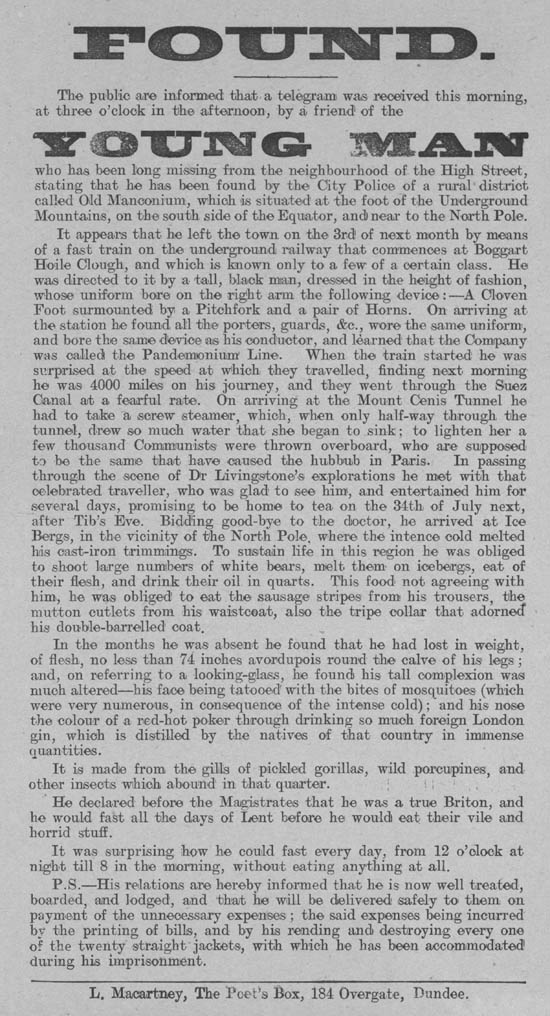 FOUND.
The public are informed that a telegram was received this morning,
at three o'clock in the afternoon, by a friend of the
YOUNG MAN
who has been long missing from the neighbourhood of the High Street,
stating that he has been found by the City Police of a rural district
called Old Manconium, which is situated at the foot of the Underground
Mountains, on the south side of the Equator, and near to the North Pole.
It appears that he left the town on the 3rd of next month by means
of a fast train on the underground railway that commences at Boggart
Hoile Clough, and which is known only to a few of a certain class. He
was directed to it by a tall, black man, dressed in the height of fashion,
whose uniform bore on the right arm the following device:—A Cloven
Foot surmounted by a Pitchfork and a pair of Horns. On arriving at
the station he found all the porters, guards, &c., wore the same uniform,
and bore the same device as his conductor, and learned that the Company
was called the Pandemonium Line. When the train started he was
surprised at the speed at which they travelled, finding next morning
he was 4000 miles on his journey, and they went through the Suez
Canal at a fearful rate. On arriving at the Mount Cenis Tunnel he
had to take a screw steamer, which, when only half-way through the
tunnel, drew so much water that she began to sink; to lighten her a
few thousand Communists were thrown overboard, who are supposed
to be the same that have caused the hubbub in Paris. In passing
through the scene of Dr Livingstone's explorations he met with that
celebrated traveller, who was glad to see him, and entertained him for
several days, promising to be home to tea on the 34th of July next,
after Tib's Eve. Bidding good-bye to the doctor, he arrived at Ice
Bergs, in the vicinity of the North Pole, where the intence cold melted
his cast-iron trimmings. To sustain life in this region he was obliged
to shoot large numbers of white bears, melt them on icebergs, eat of
their flesh, and drink their oil in quarts. This food not agreeing with
him, he was obliged to eat the sausage stripes from his trousers, the
mutton cutlets from his waistcoat, also the tripe collar that adorned
his double-barrelled coat.
In the months he was absent he found that he had lost in weight,
of flesh, no less than 74 inches avordupois round the calve of his legs;
and, on referring to a looking-glass, he found his tall complexion was
much altered—his face being tatooed with the bites of mosquitoes (which
were very numerous, in consequence of the intense cold); and his nose
the colour of a red-hot poker through drinking so much foreign London
gin, which is distilled by the natives of that country in immense
quantities.
It is made from the gills of pickled gorillas, wild porcupines, and
other insects which abound in that quarter.
He declared before the Magistrates that he was a true Briton, and
he would fast all the days of Lent before he would eat their vile and
horrid stuff.
It was surprising how he could fast every day, from 12 o'clock at
night till 8 in the morning, without eating anything at all.
P.S.—His relations are hereby informed that he is now well treated,
boarded, and lodged, and that he will be delivered safely to them on
payment of the unnecessary expenses; the said expenses being incurred
by the printing of bills, and by his rending and destroying every one
of the twenty straight jackets, with which he has been accommodated
during his imprisonment.
L. Macartney, The Poet's Box, 184 Overgate, Dundee.